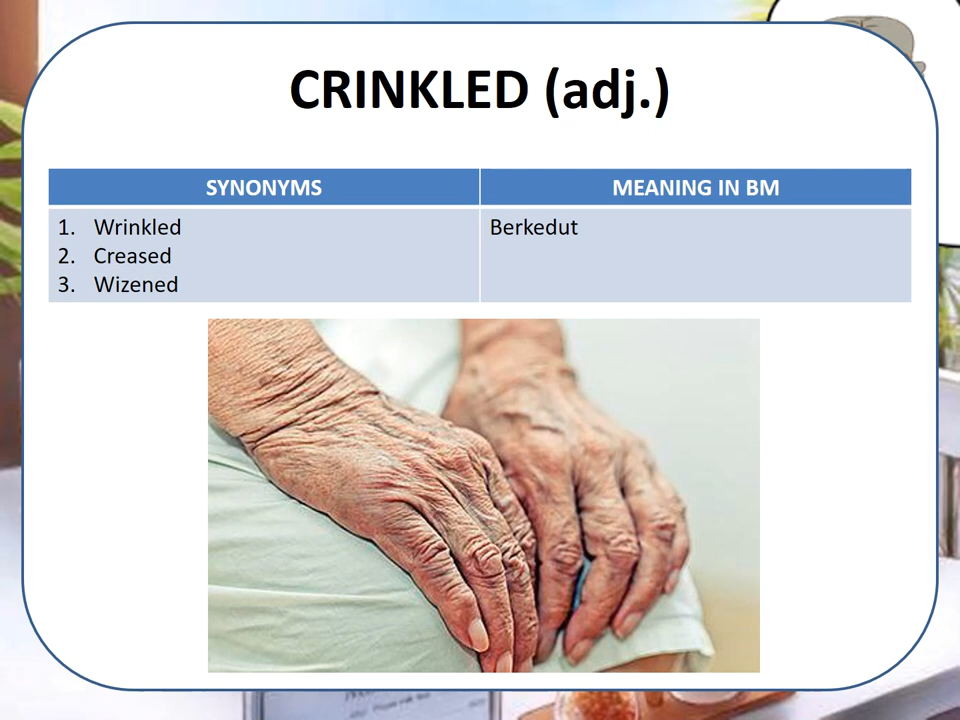 CRINKLED (adj.)
SYNONYMS
MEANING IN BM
1. Wrinkled
2. Creased
3. Wizened
Berkedut